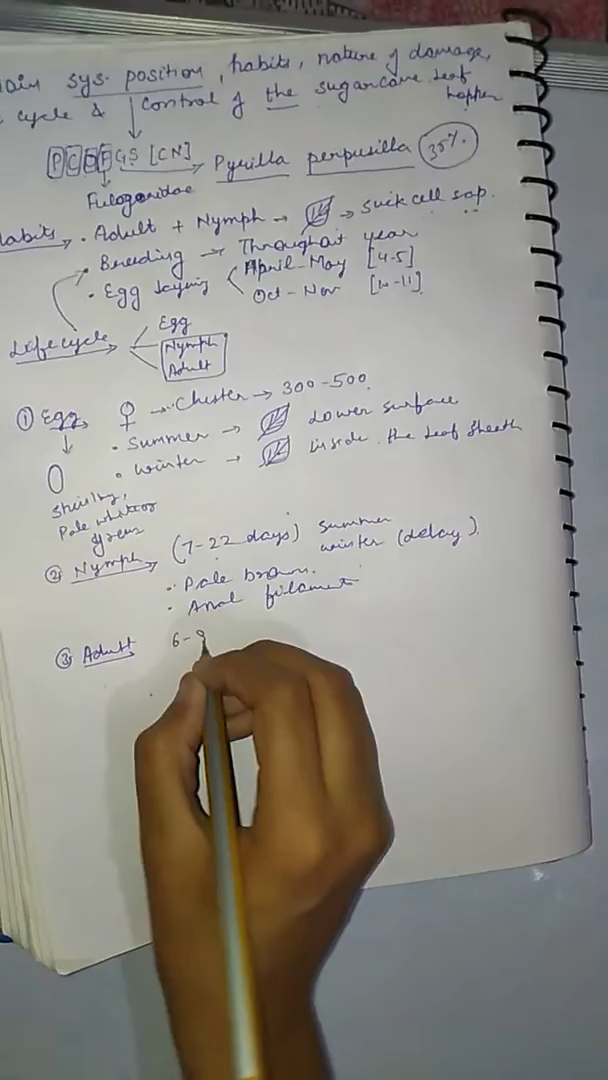 sys. position, habits, nature of damage,
cycle & control of the sugarcane leaf
hopper
PCOFGS [CN] → Pyrilla perpusilla 35%
Fulgoridae
Habits → • Adult + Nymph → → Suck cell sap.
• Breeding → Throughout year
• Egg laying April-May [4-5]
Oct-Nov [10-11]
Lifecycle → Egg
Nymph
Adult
① Egg ♀ → • Cluster → 300-500.
• Summer → Lower surface
• Winter → Inside the leaf sheath
Shining,
Pale whitish
green
② Nymph → (7-22 days) Summer
winter (delay).
• Pale brown.
• Anal filament
③ Adult 6-8